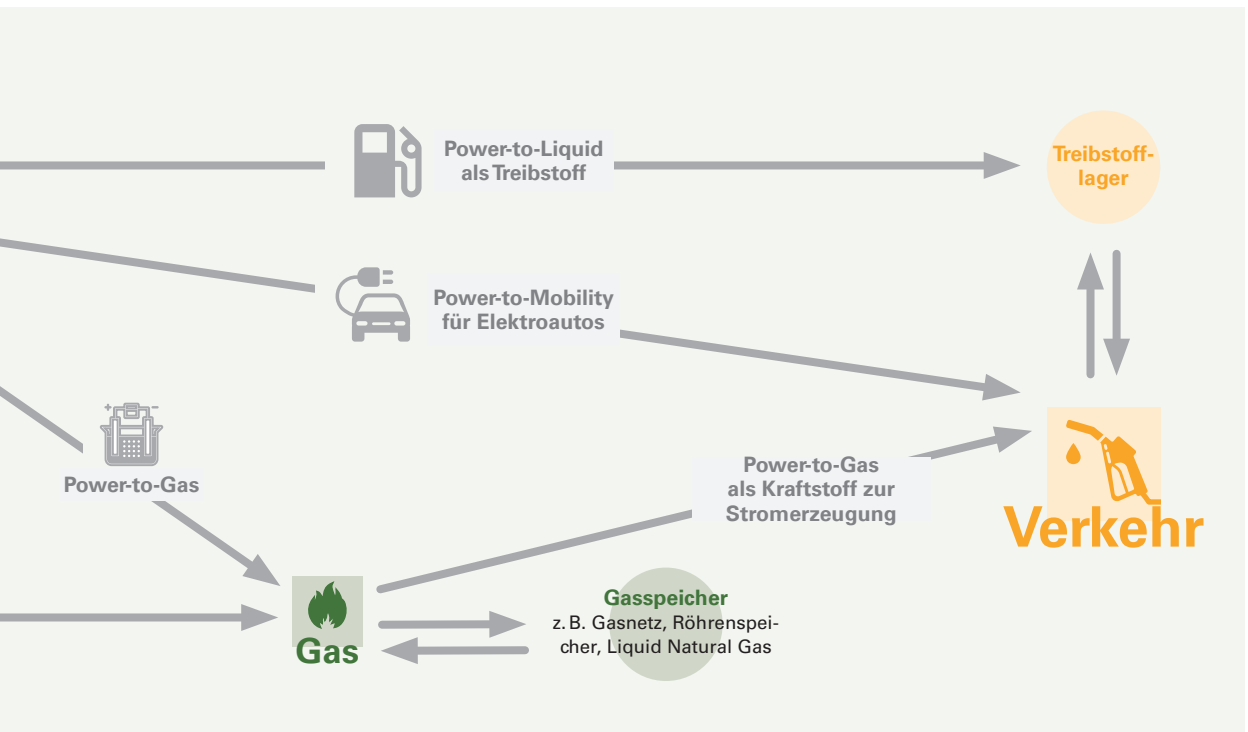 Power-to-Liquid
als Treibstoff
Treibstoff-
lager
Power-to-Mobility
für Elektroautos
+ −
Power-to-Gas
Power-to-Gas
als Kraftstoff zur
Stromerzeugung
Verkehr
Gas
Gasspeicher
z. B. Gasnetz, Röhrenspei-
cher, Liquid Natural Gas